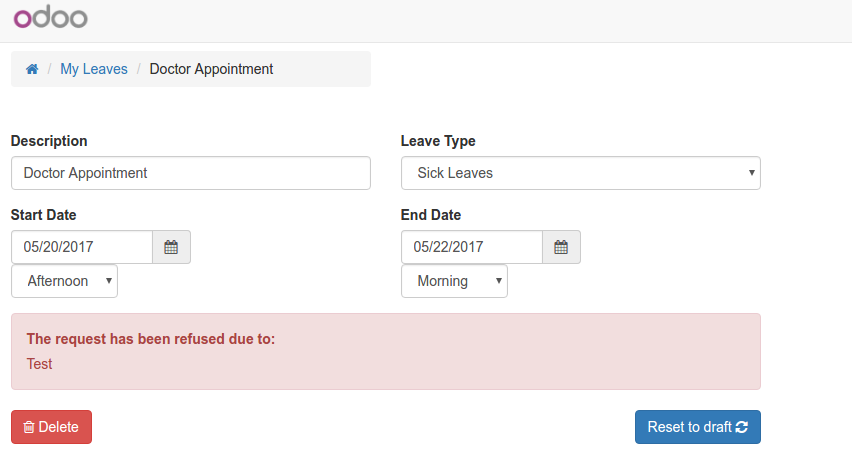 odoo
/ My Leaves / Doctor Appointment
Description
Leave Type
Doctor Appointment
Sick Leaves
Start Date
End Date
05/20/2017
05/22/2017
Afternoon
Morning
The request has been refused due to:
Test
Delete
Reset to draft